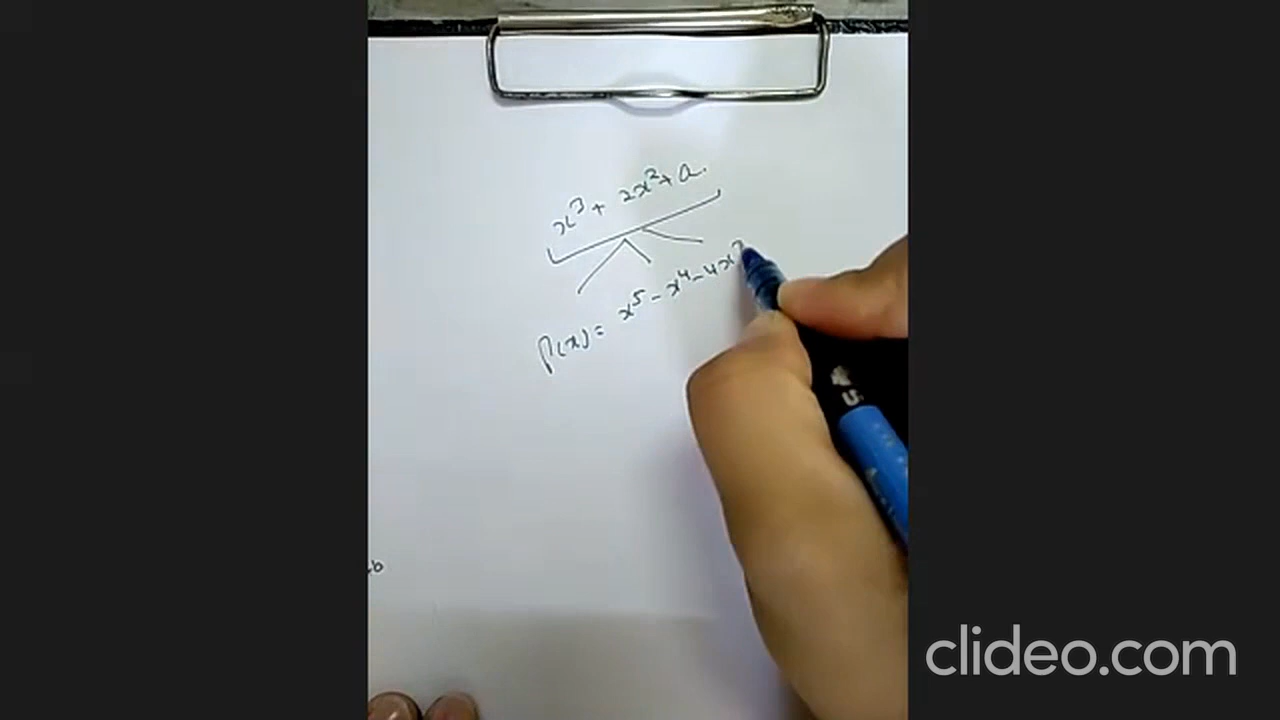 x³ + 2x² + a.
p(x) = x⁵ - x⁴ - 4x³
b
clideo.com